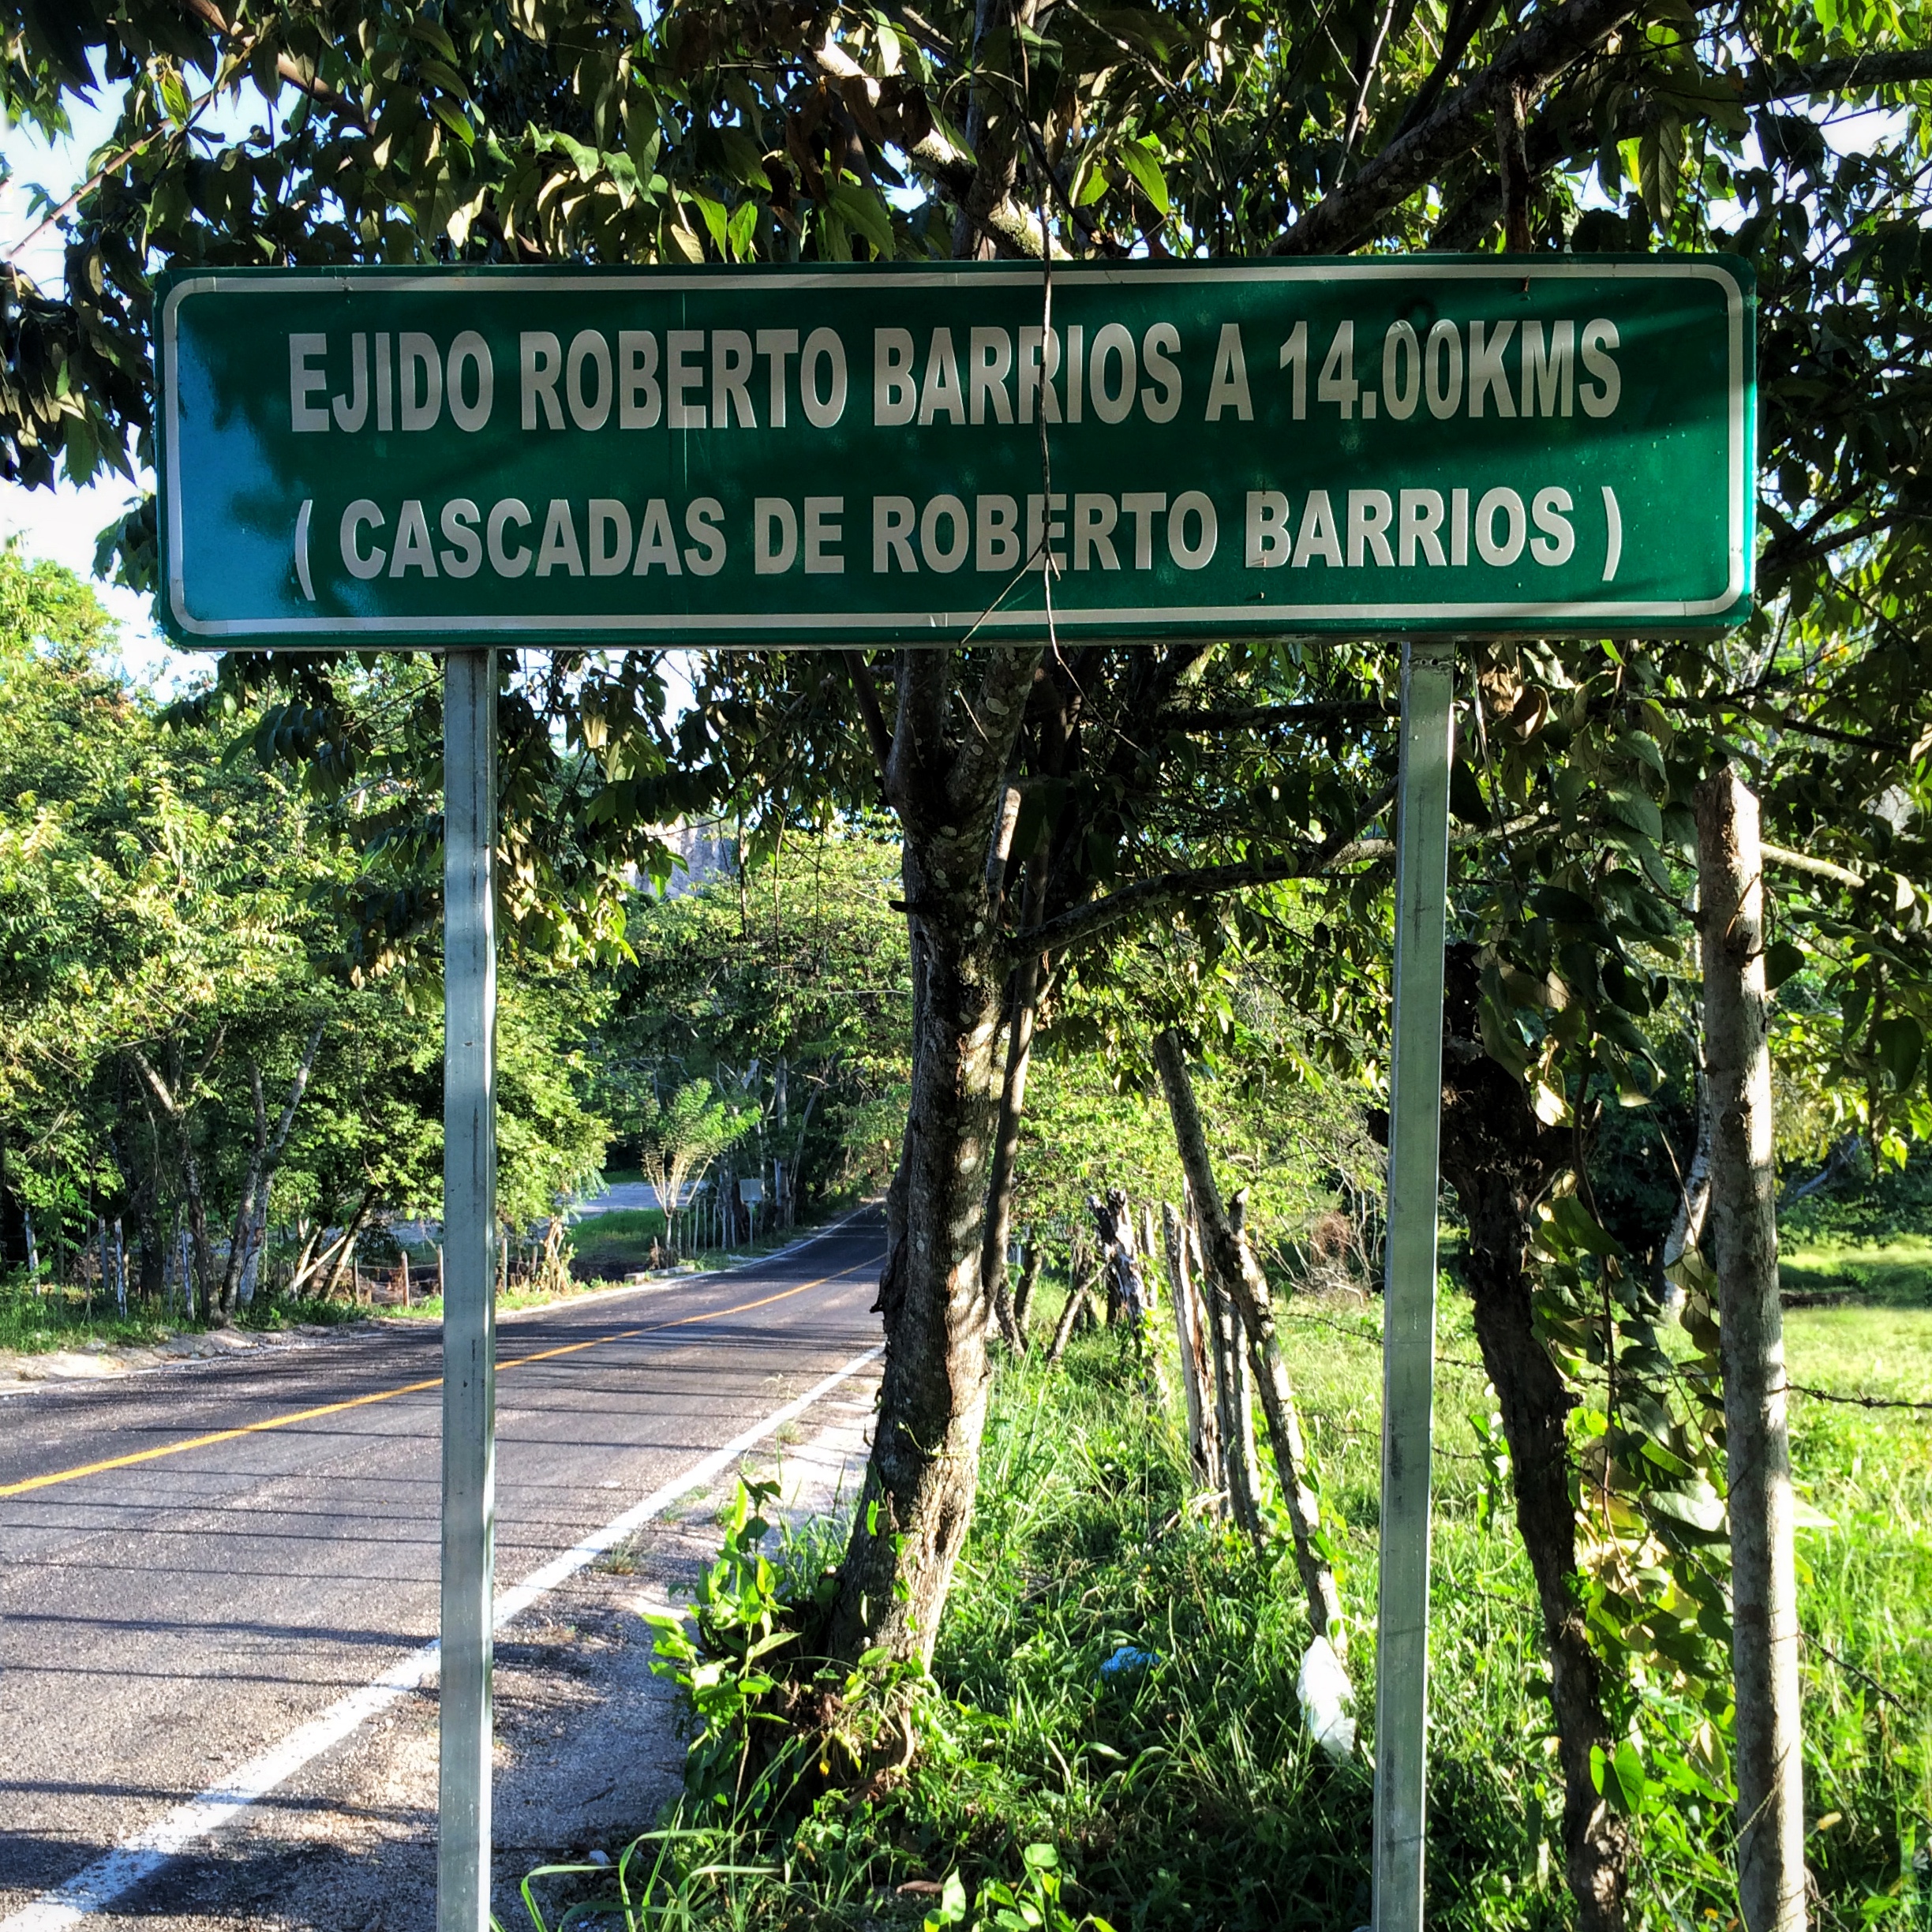 EJIDO ROBERTO BARRIOS A 14.00KMS
( CASCADAS DE ROBERTO BARRIOS )